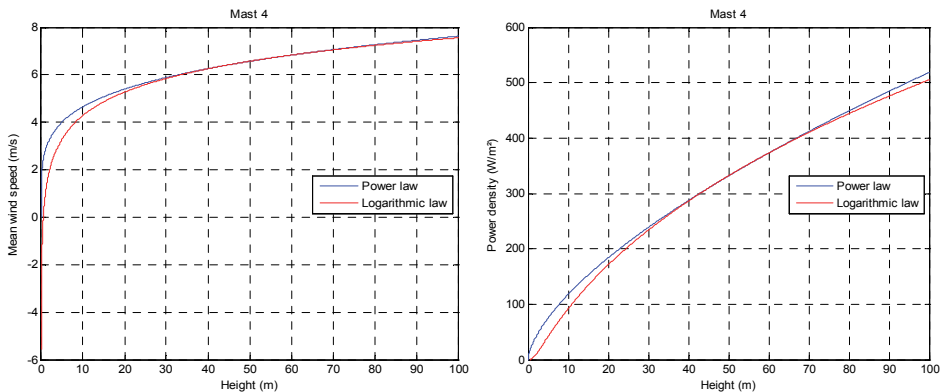 Mast 4
8
6
4
2
0
-2
-4
-6
Mean wind speed (m/s)
Power law
Logarithmic law
0 10 20 30 40 50 60 70 80 90 100
Height (m)
Mast 4
600
500
400
300
200
100
0
Power density (W/m²)
Power law
Logarithmic law
0 10 20 30 40 50 60 70 80 90 100
Height (m)